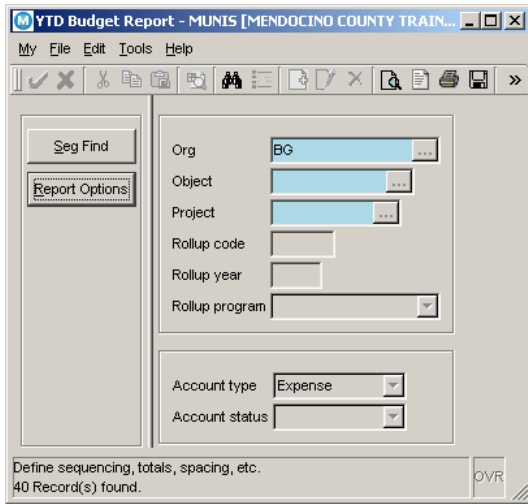 YTD Budget Report - MUNIS [MENDOCINO COUNTY TRAIN...
My File Edit Tools Help
»
Seg Find
Report Options
Org BG ...
Object ...
Project ...
Rollup code
Rollup year
Rollup program
Account type Expense
Account status
Define sequencing, totals, spacing, etc.
40 Record(s) found.
OVR